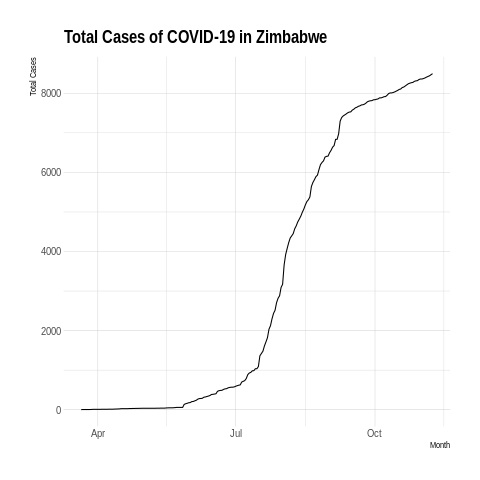 Total Cases of COVID-19 in Zimbabwe
Total Cases
8000
6000
4000
2000
0
Apr Jul Oct
Month